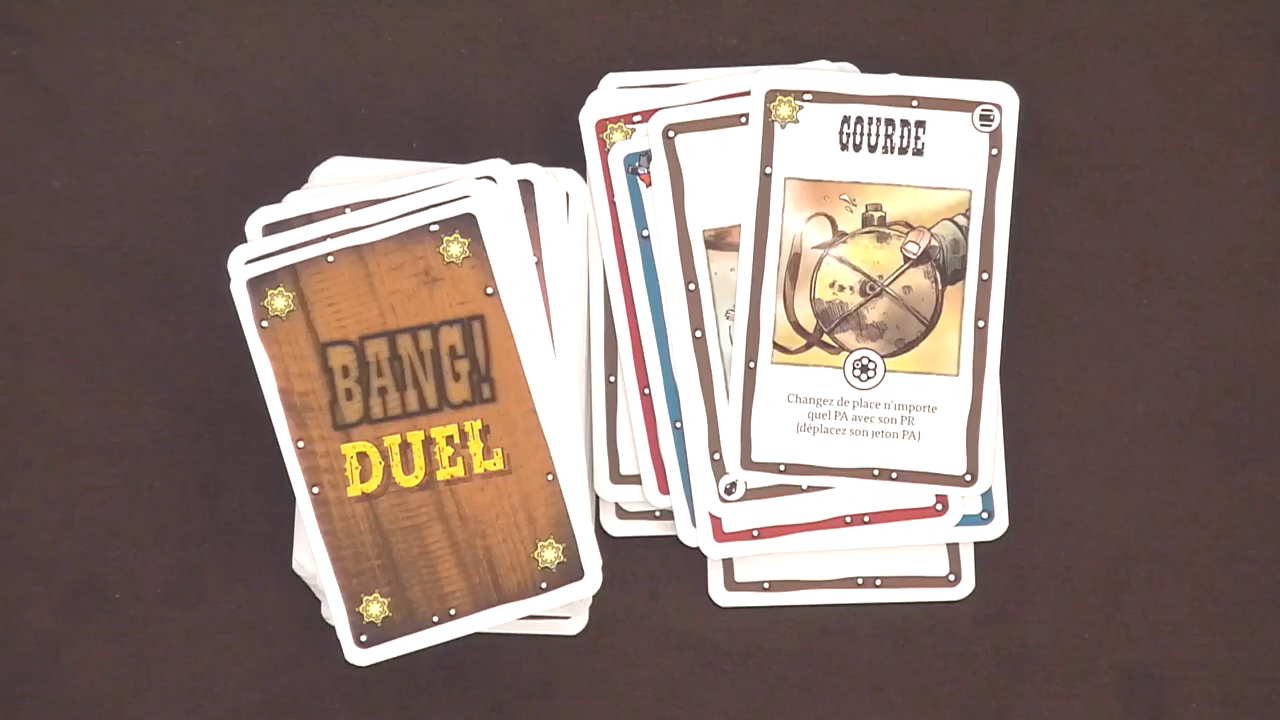 BANG!
DUEL
GOURDE
Changez de place n'importe
quel PA avec son PR
(déplacez son jeton PA)